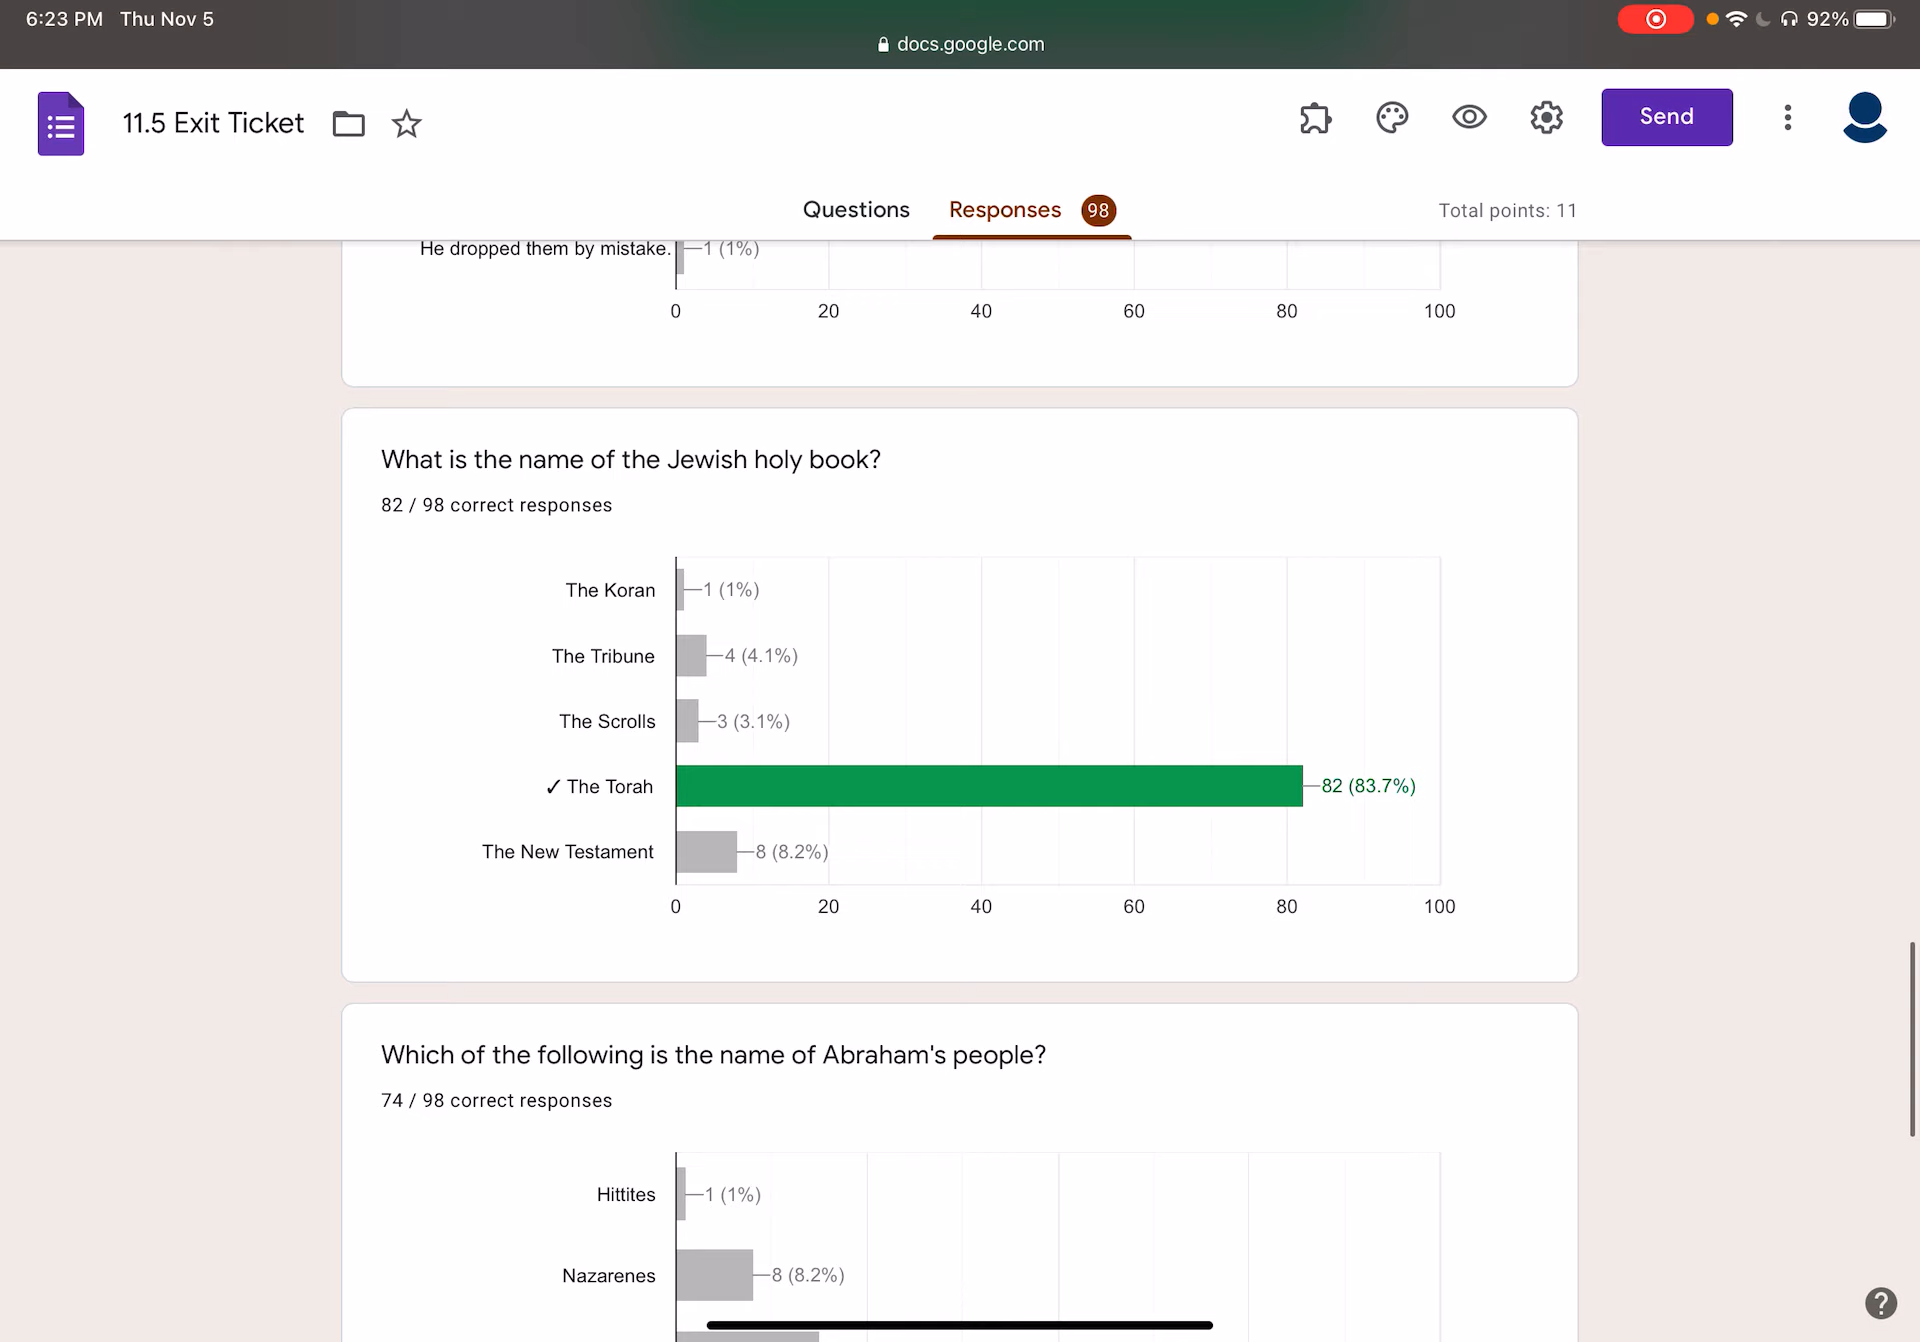 6:23 PM Thu Nov 5
92%
docs.google.com
11.5 Exit Ticket
Send
Questions
Responses 98
Total points: 11
He dropped them by mistake.
1 (1%)
0 20 40 60 80 100
What is the name of the Jewish holy book?
82 / 98 correct responses
The Koran 1 (1%)
The Tribune 4 (4.1%)
The Scrolls 3 (3.1%)
✓ The Torah 82 (83.7%)
The New Testament 8 (8.2%)
0 20 40 60 80 100
Which of the following is the name of Abraham's people?
74 / 98 correct responses
Hittites 1 (1%)
Nazarenes 8 (8.2%)
?